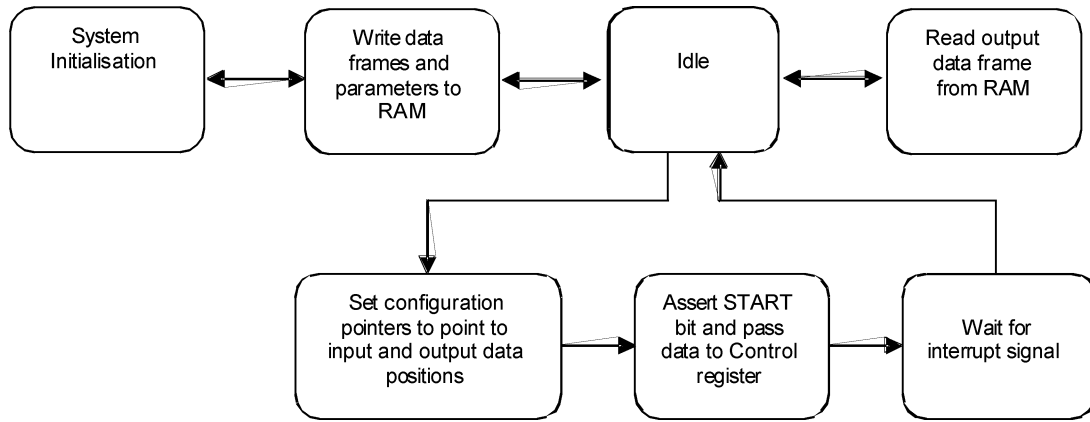 System
Initialisation
Write data
frames and
parameters to
RAM
Idle
Read output
data frame
from RAM
Set configuration
pointers to point to
input and output data
positions
Assert START
bit and pass
data to Control
register
Wait for
interrupt signal